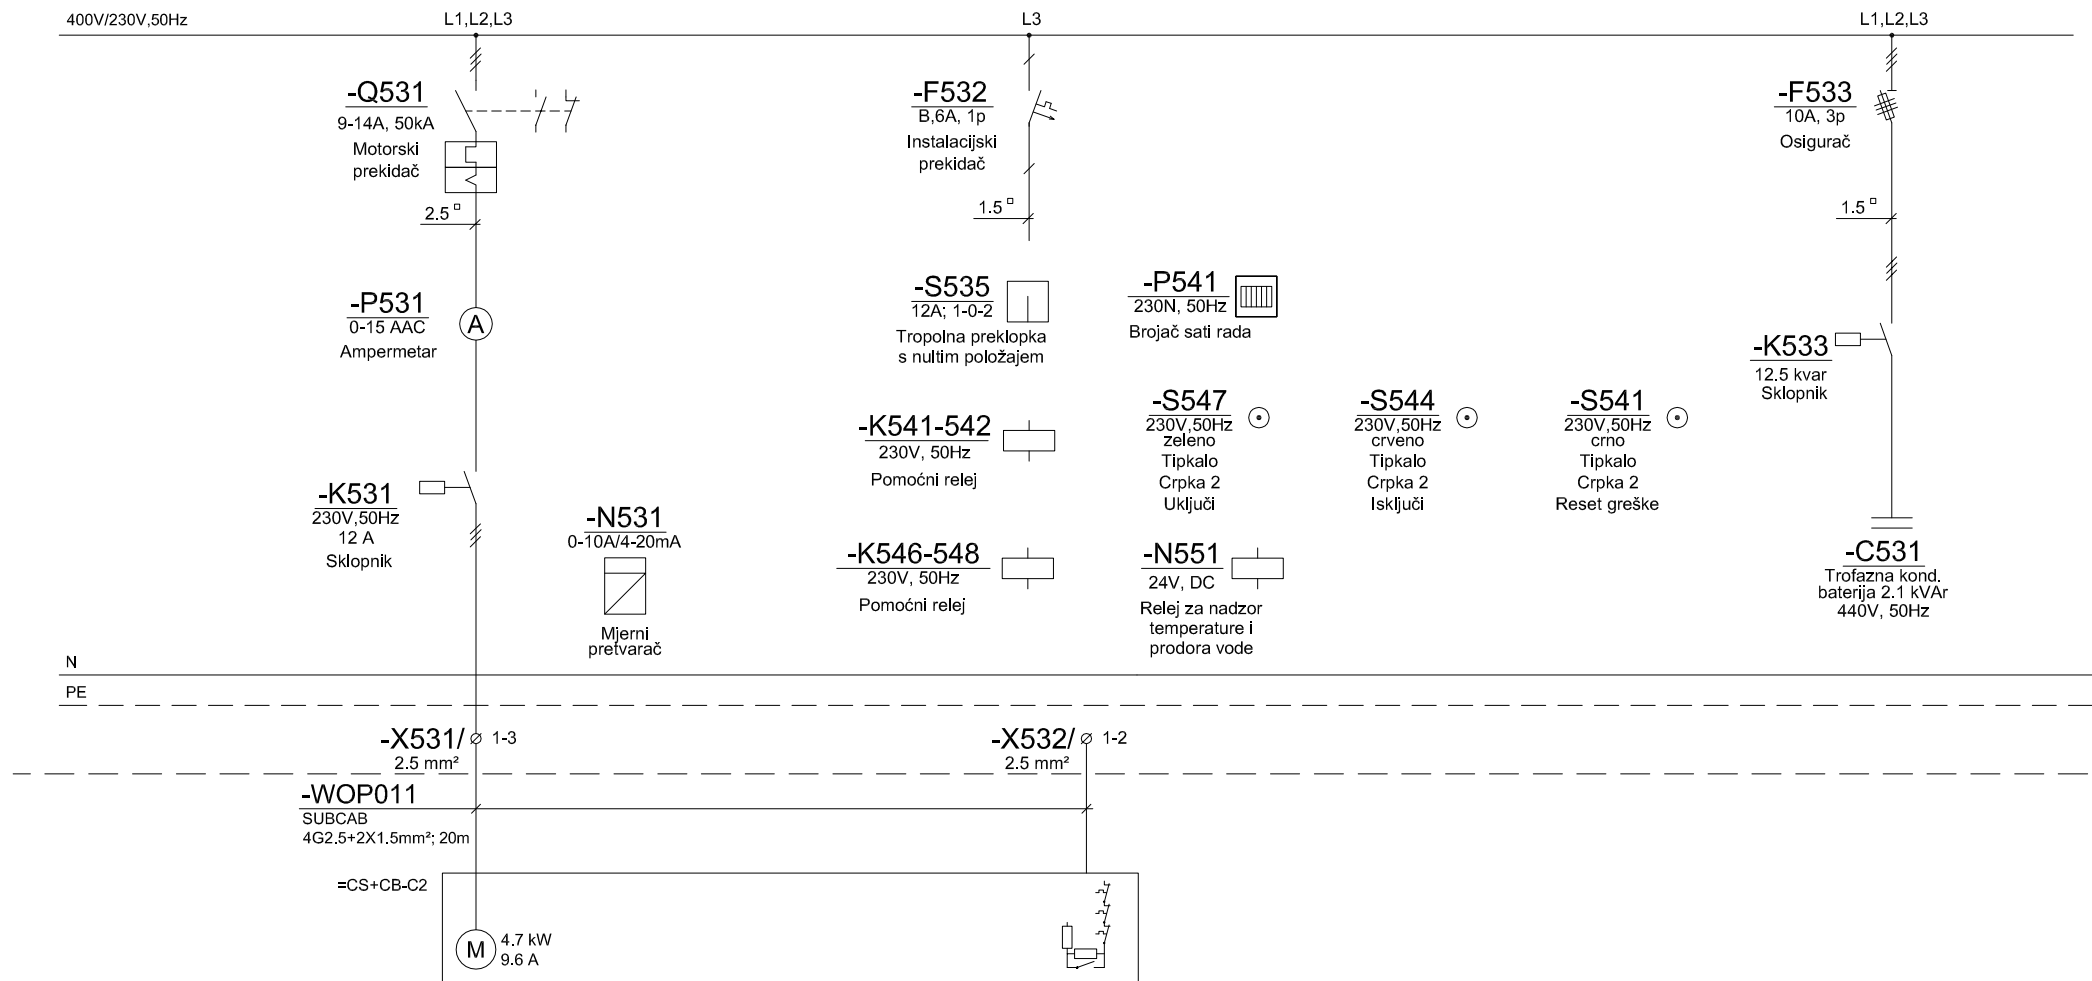 400V/230V,50Hz
L1,L2,L3
L3
L1,L2,L3
-Q531
9-14A, 50kA
Motorski
prekidač
2.5
-P531
0-15 AAC
A
Ampermetar
-K531
230V,50Hz
12 A
Sklopnik
-N531
0-10A/4-20mA
Mjerni
pretvarač
-F532
B,6A, 1p
Instalacijski
prekidač
1.5
-S535
12A; 1-0-2
Tropolna preklopka
s nultim položajem
-P541
230N, 50Hz
Brojač sati rada
-K541-542
230V, 50Hz
Pomoćni relej
-S547
230V,50Hz
zeleno
Tipkalo
Crpka 2
Uključi
-S544
230V,50Hz
crveno
Tipkalo
Crpka 2
Isključi
-S541
230V,50Hz
crno
Tipkalo
Crpka 2
Reset greške
-K546-548
230V, 50Hz
Pomoćni relej
-N551
24V, DC
Relej za nadzor
temperature i
prodora vode
-F533
10A, 3p
Osigurač
1.5
-K533
12.5 kvar
Sklopnik
-C531
Trofazna kond.
baterija 2.1 kVAr
440V, 50Hz
N
PE
-X531/ 1-3
2.5 mm²
-X532/ 1-2
2.5 mm²
-WOP011
SUBCAB
4G2.5+2X1.5mm²; 20m
=CS+CB-C2
M
4.7 kW
9.6 A